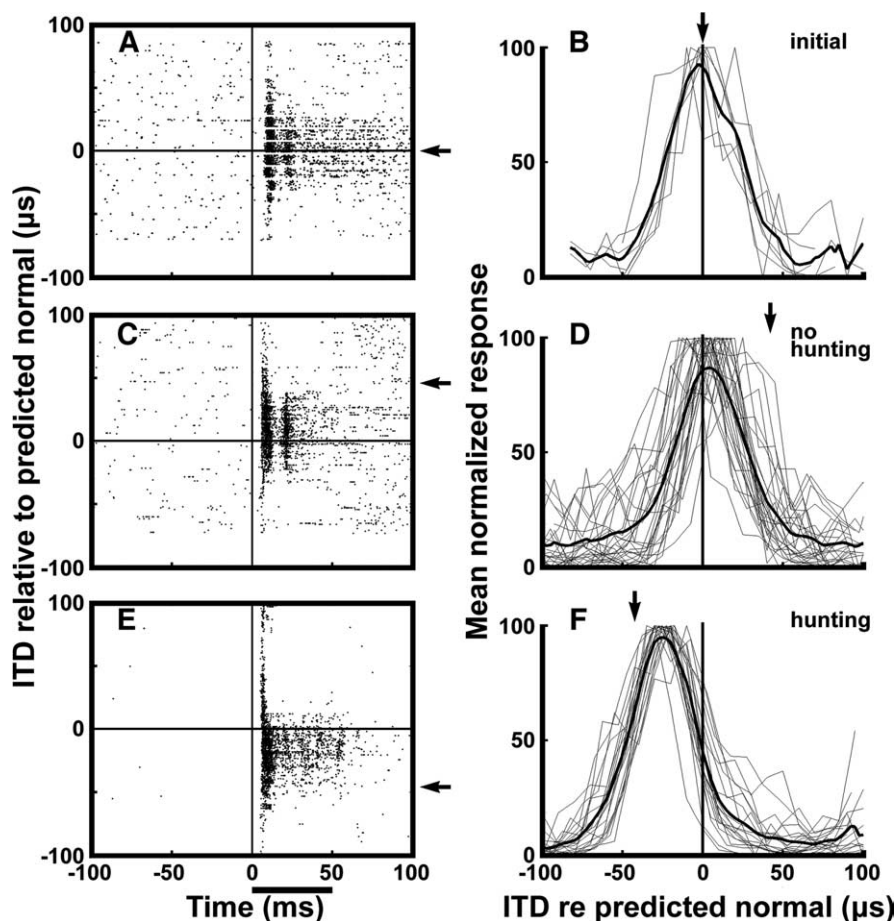 A
B
initial
C
D
no
hunting
E
F
hunting
100
0
-100
100
0
-100
100
0
-100
-100
-50
0
50
100
Time (ms)
ITD relative to predicted normal (µs)
100
50
0
100
50
0
100
50
0
-50
0
50
100
ITD re predicted normal (µs)
Mean normalized response